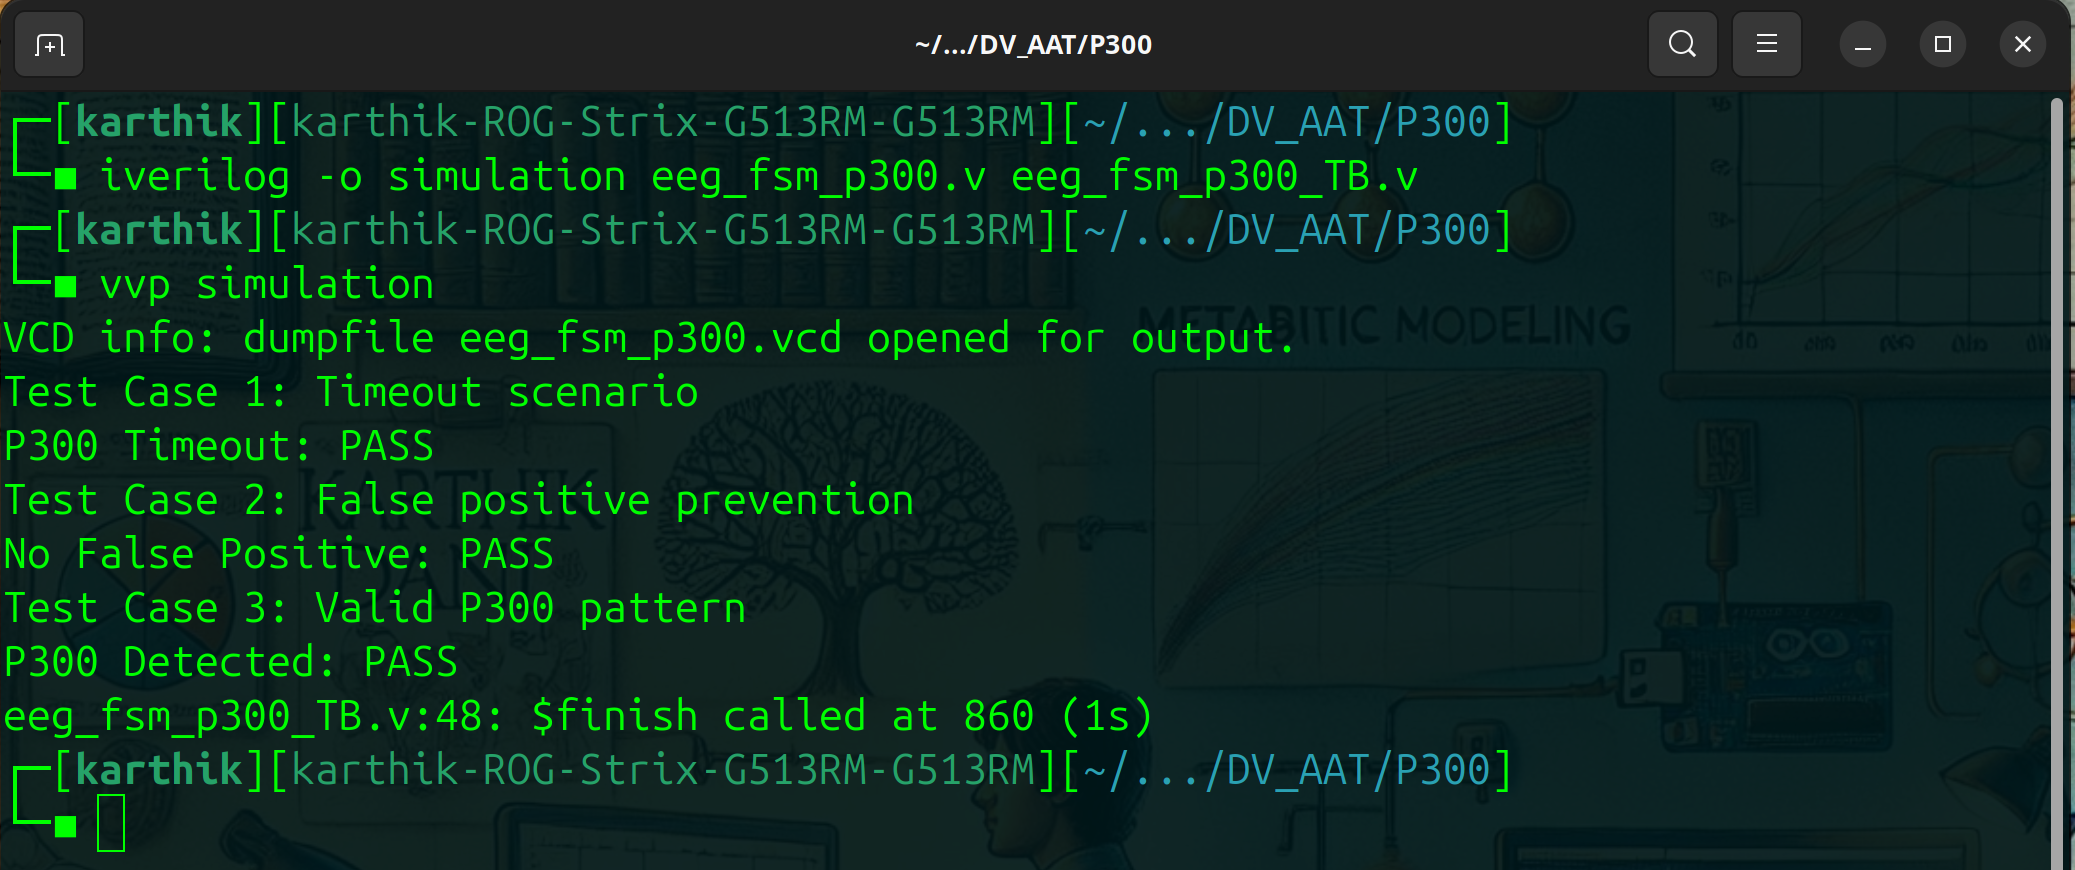 ~/.../DV_AAT/P300
[karthik][karthik-ROG-Strix-G513RM-G513RM][~/.../DV_AAT/P300]
iverilog -o simulation eeg_fsm_p300.v eeg_fsm_p300_TB.v
[karthik][karthik-ROG-Strix-G513RM-G513RM][~/.../DV_AAT/P300]
vvp simulation
METABITIC MODELING
VCD info: dumpfile eeg_fsm_p300.vcd opened for output.
Test Case 1: Timeout scenario
P300 Timeout: PASS
KARTHIK
Test Case 2: False positive prevention
No False Positive: PASS
Test Case 3: Valid P300 pattern
P300 Detected: PASS
eeg_fsm_p300_TB.v:48: $finish called at 860 (1s)
[karthik][karthik-ROG-Strix-G513RM-G513RM][~/.../DV_AAT/P300]